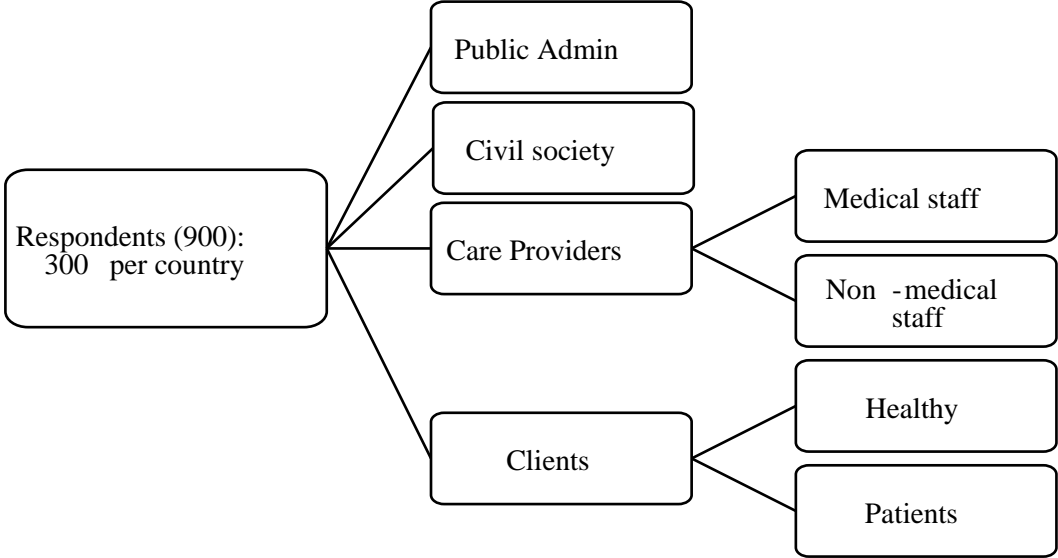 Public Admin
Civil society
Respondents (900):
300 per country
Care Providers
Medical staff
Non -medical
staff
Clients
Healthy
Patients